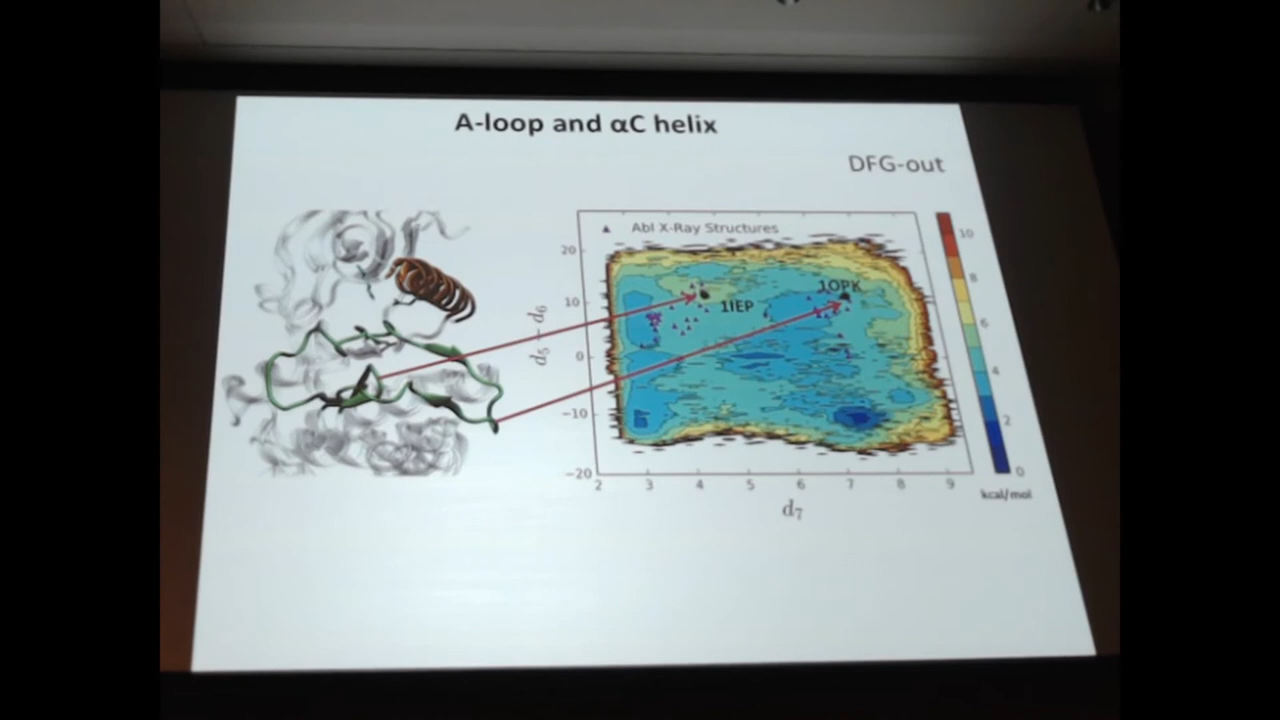 A-loop and αC helix
DFG-out
Abl X-Ray Structures
1OPK
1IEP
20
10
0
−10
−20
d5 − d6
2 3 4 5 6 7 8 9
d7
10
8
6
4
2
0
kcal/mol